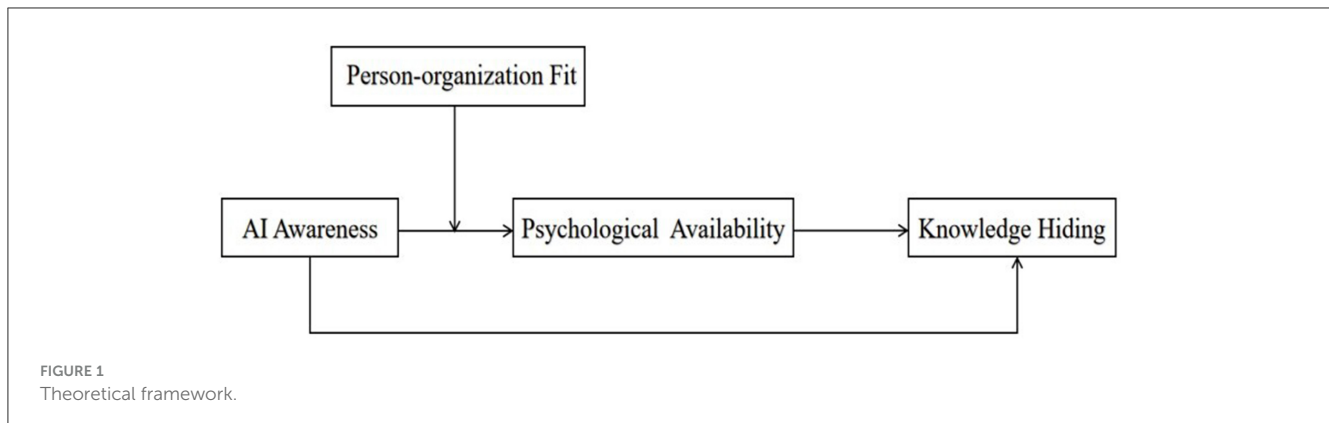 Person-organization Fit
AI Awareness
Psychological Availability
Knowledge Hiding
FIGURE 1
Theoretical framework.